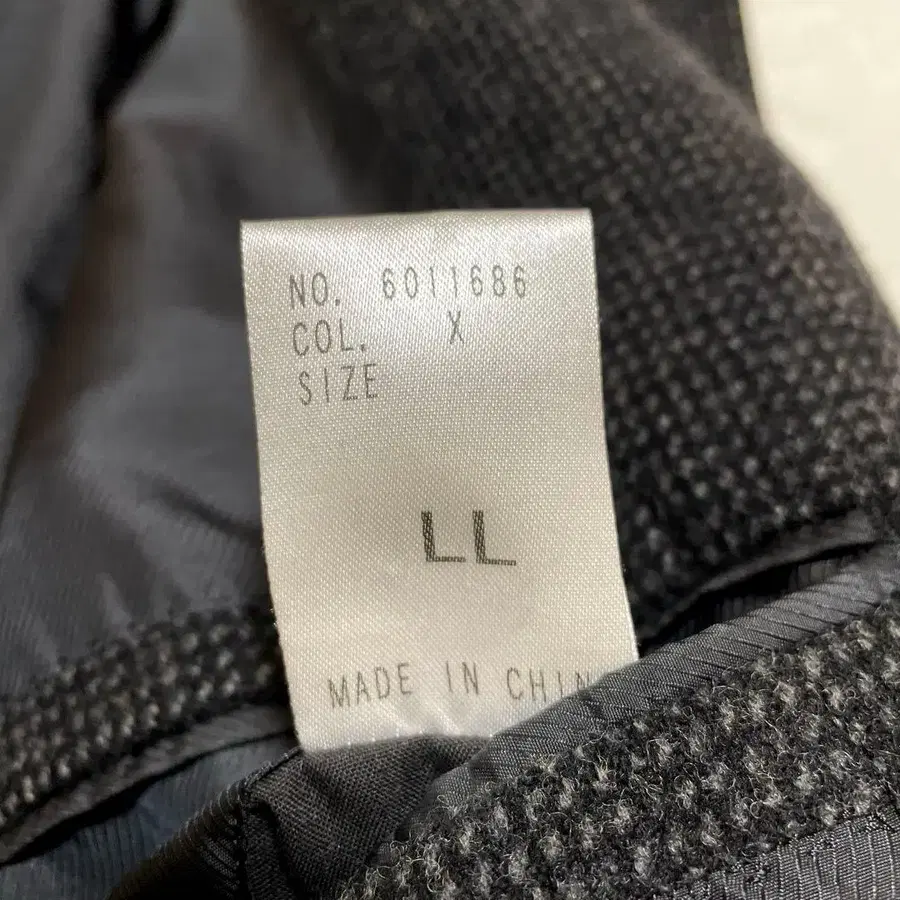 NO. 6011686
COL. X
SIZE
LL
MADE IN CHIN